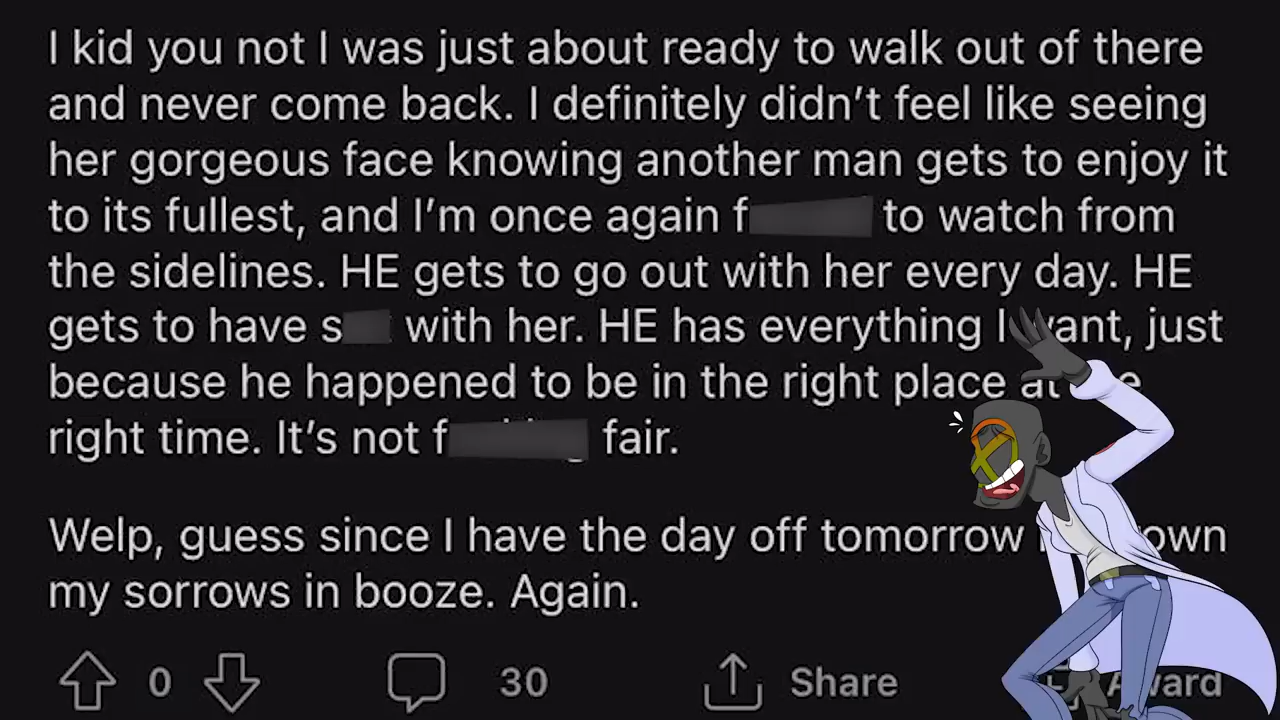 I kid you not I was just about ready to walk out of there
and never come back. I definitely didn't feel like seeing
her gorgeous face knowing another man gets to enjoy it
to its fullest, and I'm once again f to watch from
the sidelines. HE gets to go out with her every day. HE
gets to have s with her. HE has everything I want, just
because he happened to be in the right place at the
right time. It's not f fair.
Welp, guess since I have the day off tomorrow
my sorrows in booze. Again.
0 30 Share Award